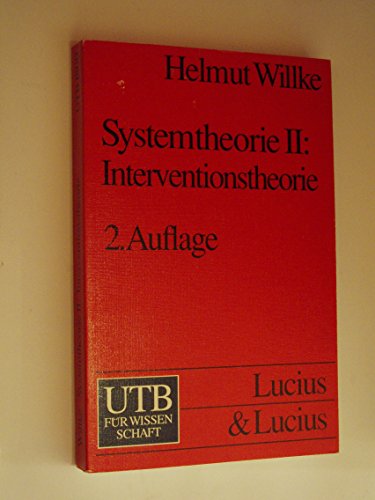 Helmut Willke
Systemtheorie II:
Interventionstheorie
2. Auflage
UTB
FÜR WISSEN
SCHAFT
Lucius
& Lucius